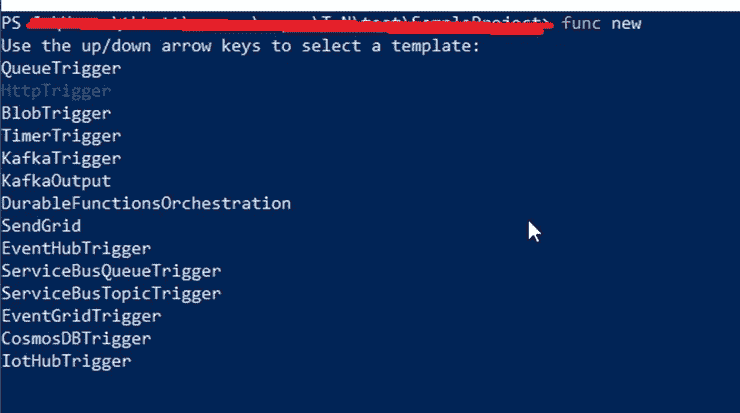 PS func new
Use the up/down arrow keys to select a template:
QueueTrigger
HttpTrigger
BlobTrigger
TimerTrigger
KafkaTrigger
KafkaOutput
DurableFunctionsOrchestration
SendGrid
EventHubTrigger
ServiceBusQueueTrigger
ServiceBusTopicTrigger
EventGridTrigger
CosmosDBTrigger
IotHubTrigger